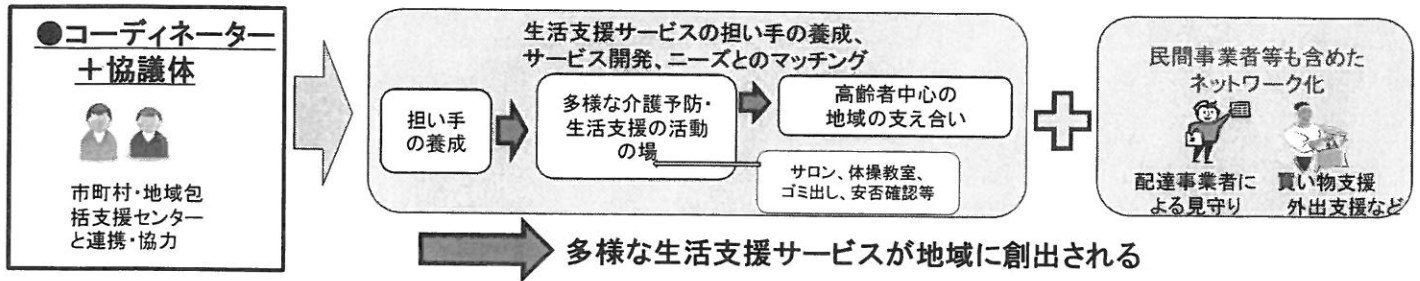 ●コーディネーター
＋協議体
市町村・地域包
括支援センター
と連携・協力
生活支援サービスの担い手の養成、
サービス開発、ニーズとのマッチング
担い手
の養成
多様な介護予防・
生活支援の活動
の場
高齢者中心の
地域の支え合い
サロン、体操教室、
ゴミ出し、安否確認等
民間事業者等も含めた
ネットワーク化
配達事業者に
よる見守り
買い物支援
外出支援など
多様な生活支援サービスが地域に創出される